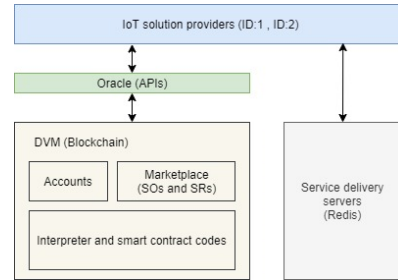 IoT solution providers (ID:1 , ID:2)
Oracle (APIs)
DVM (Blockchain)
Accounts
Marketplace
(SOs and SRs)
Interpreter and smart contract codes
Service delivery
servers
(Redis)